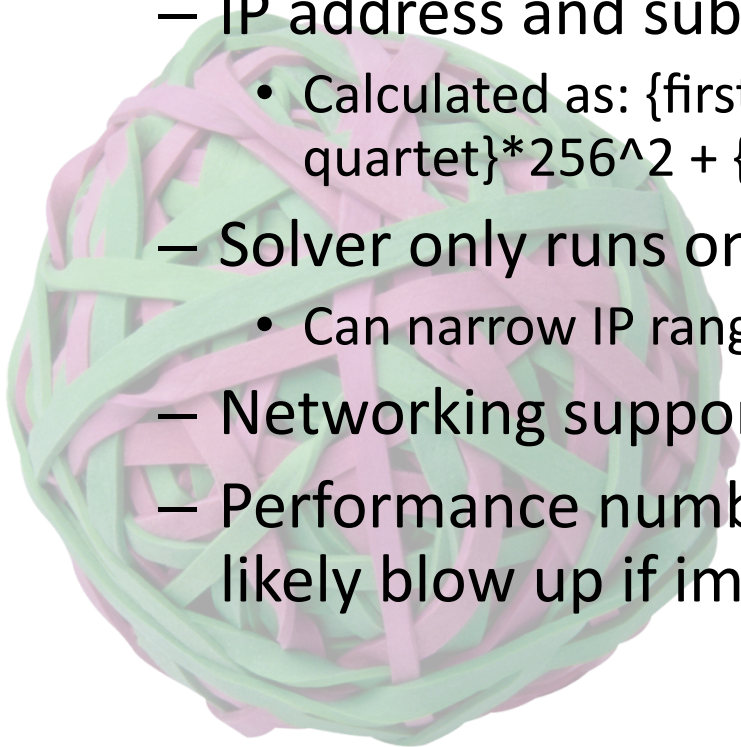 – IP address and sub
• Calculated as: {first
quartet}*256^2 + {
– Solver only runs on
• Can narrow IP rang
– Networking suppor
– Performance numb
likely blow up if im